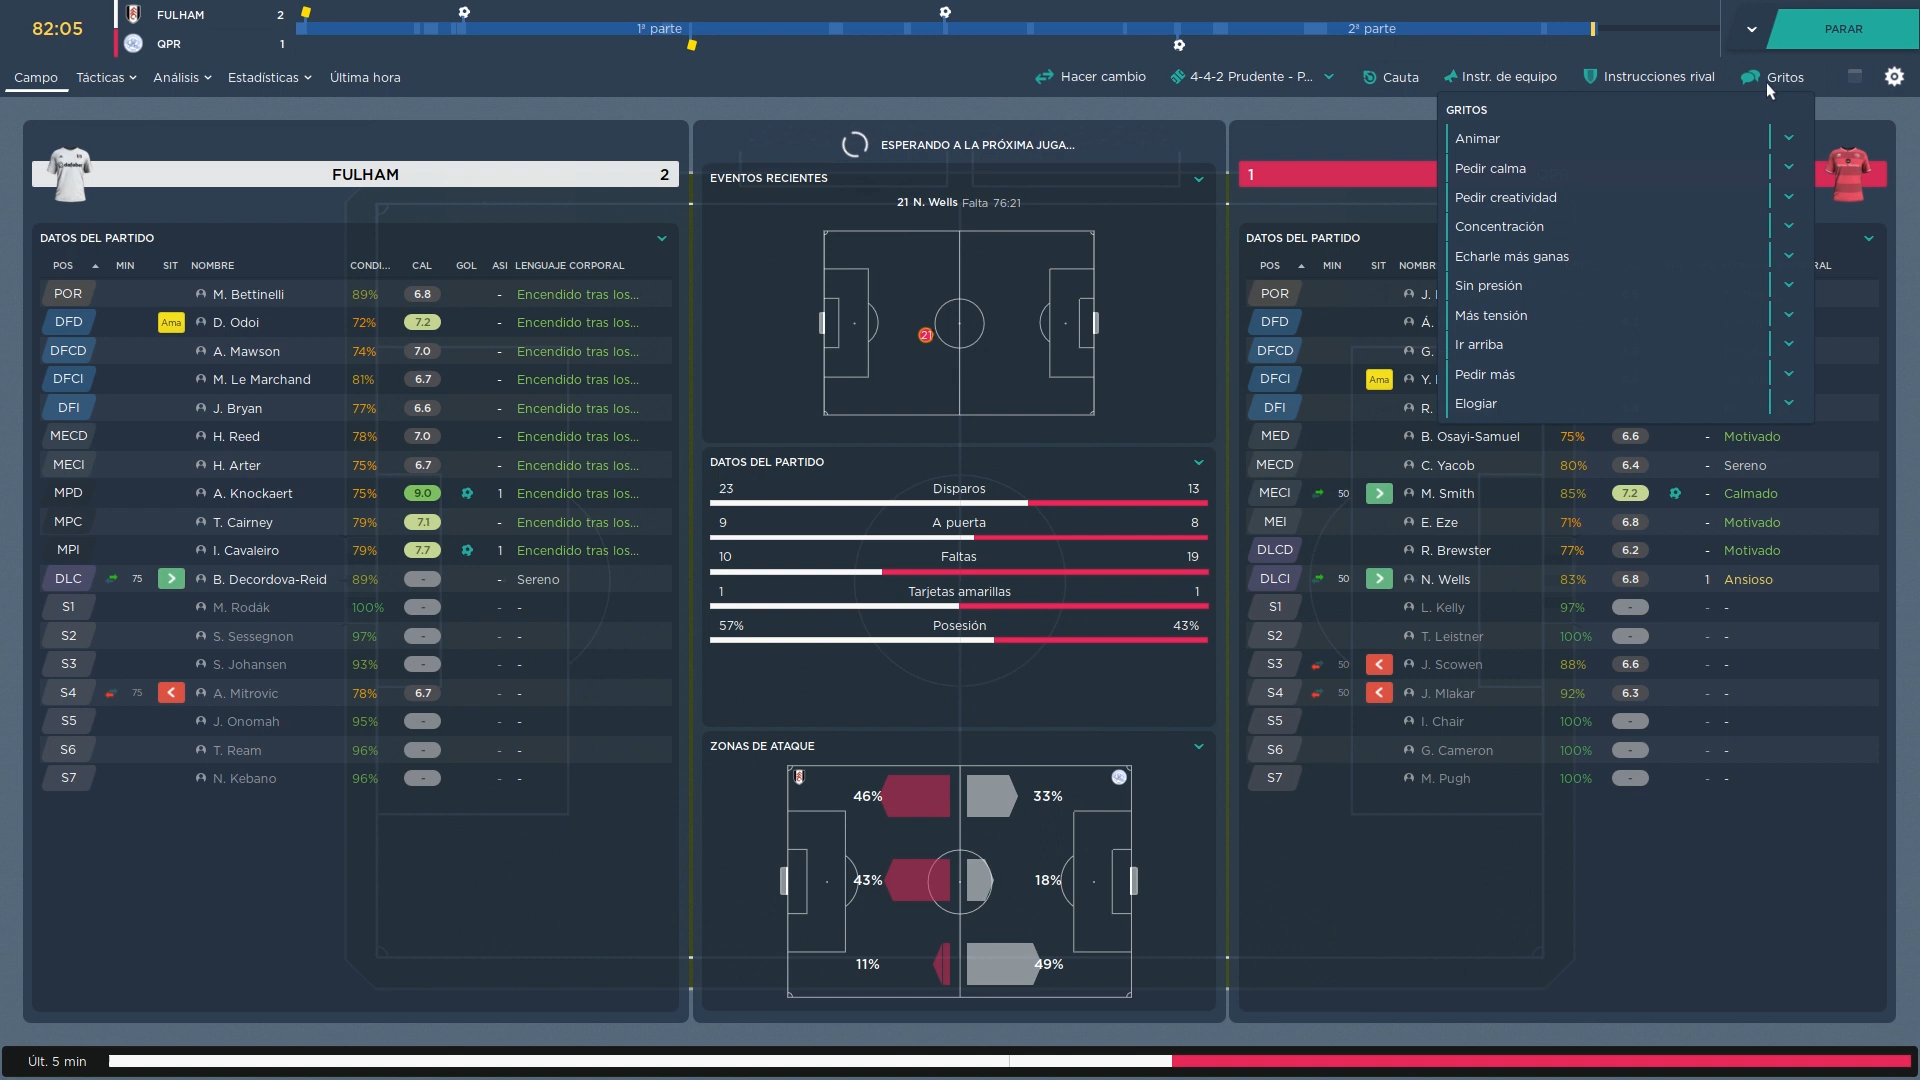 82:05
FULHAM 2
QPR 1
1ª parte
2ª parte
PARAR
Campo
Tácticas
Análisis
Estadísticas
Última hora
Hacer cambio
4-4-2 Prudente - P...
Cauta
Instr. de equipo
Instrucciones rival
Gritos
GRITOS
Animar
Pedir calma
Pedir creatividad
Concentración
Echarle más ganas
Sin presión
Más tensión
Ir arriba
Pedir más
Elogiar
FULHAM 2
DATOS DEL PARTIDO
POS MIN SIT NOMBRE CONDI... CAL GOL ASI LENGUAJE CORPORAL
POR M. Bettinelli 89% 6.8 - Encendido tras los...
DFD Ama D. Odoi 72% 7.2 - Encendido tras los...
DFCD A. Mawson 74% 7.0 - Encendido tras los...
DFCI M. Le Marchand 81% 6.7 - Encendido tras los...
DFI J. Bryan 77% 6.6 - Encendido tras los...
MECD H. Reed 78% 7.0 - Encendido tras los...
MECI H. Arter 75% 6.7 - Encendido tras los...
MPD A. Knockaert 75% 9.0 1 Encendido tras los...
MPC T. Cairney 79% 7.1 - Encendido tras los...
MPI I. Cavaleiro 79% 7.7 1 Encendido tras los...
DLC 75 B. Decordova-Reid 89% - - Sereno
S1 M. Rodák 100% - - -
S2 S. Sessegnon 97% - - -
S3 S. Johansen 93% - - -
S4 75 A. Mitrovic 78% 6.7 - -
S5 J. Onomah 95% - - -
S6 T. Ream 96% - - -
S7 N. Kebano 96% - - -
ESPERANDO A LA PRÓXIMA JUGA...
EVENTOS RECIENTES
21 N. Wells Falta 76:21
21
DATOS DEL PARTIDO
23 Disparos 13
9 A puerta 8
10 Faltas 19
1 Tarjetas amarillas 1
57% Posesión 43%
ZONAS DE ATAQUE
46% 33%
43% 18%
11% 49%
1
DATOS DEL PARTIDO
POS MIN SIT NOMBR RAL
POR J.
DFD Á.
DFCD G.
DFCI Ama Y.
DFI R.
MED B. Osayi-Samuel 75% 6.6 - Motivado
MECD C. Yacob 80% 6.4 - Sereno
MECI 50 M. Smith 85% 7.2 - Calmado
MEI E. Eze 71% 6.8 - Motivado
DLCD R. Brewster 77% 6.2 - Motivado
DLCI 50 N. Wells 83% 6.8 1 Ansioso
S1 L. Kelly 97% - - -
S2 T. Leistner 100% - - -
S3 50 J. Scowen 88% 6.6 - -
S4 50 J. Mlakar 92% 6.3 - -
S5 I. Chair 100% - - -
S6 G. Cameron 100% - - -
S7 M. Pugh 100% - - -
Últ. 5 min